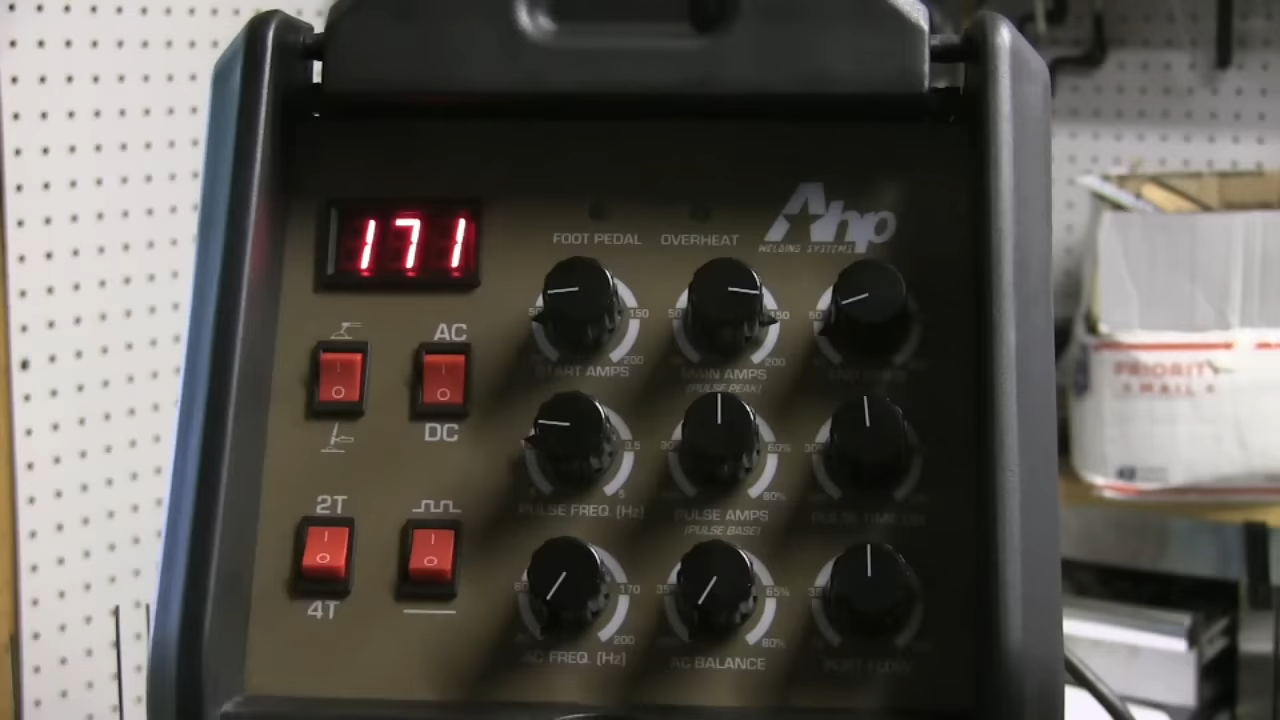 Ahp
WELDING SYSTEMS
171
FOOT PEDAL
OVERHEAT
50
150
200
START AMPS
50
150
200
MAIN AMPS
(PULSE PEAK)
50
AC
DC
3.5
5
PULSE FREQ. (Hz)
30
60%
80%
PULSE AMPS
(PULSE BASE)
30
PULSE TIME ON
2T
4T
60
170
200
AC FREQ. (Hz)
35
65%
80%
AC BALANCE
POST FLOW
PRIORITY
MAIL